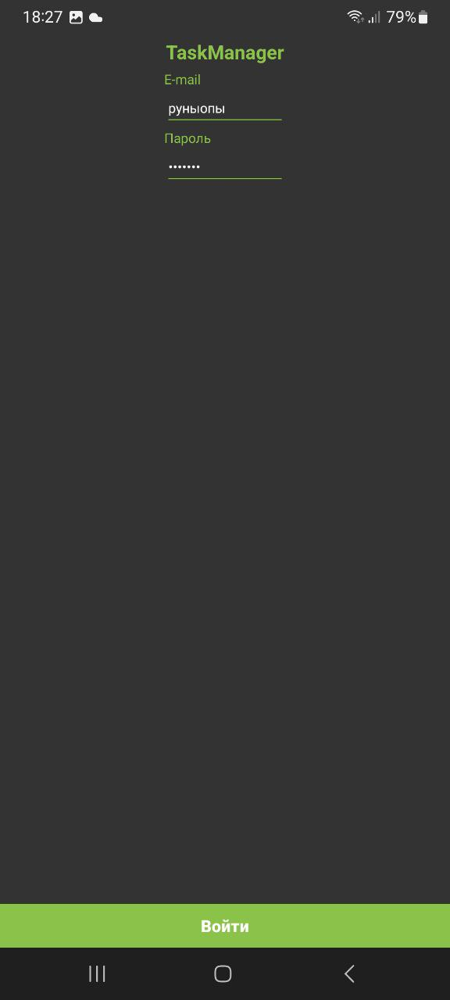 18:27 79%
TaskManager
E-mail
руныопы
Пароль
•••••••
Войти